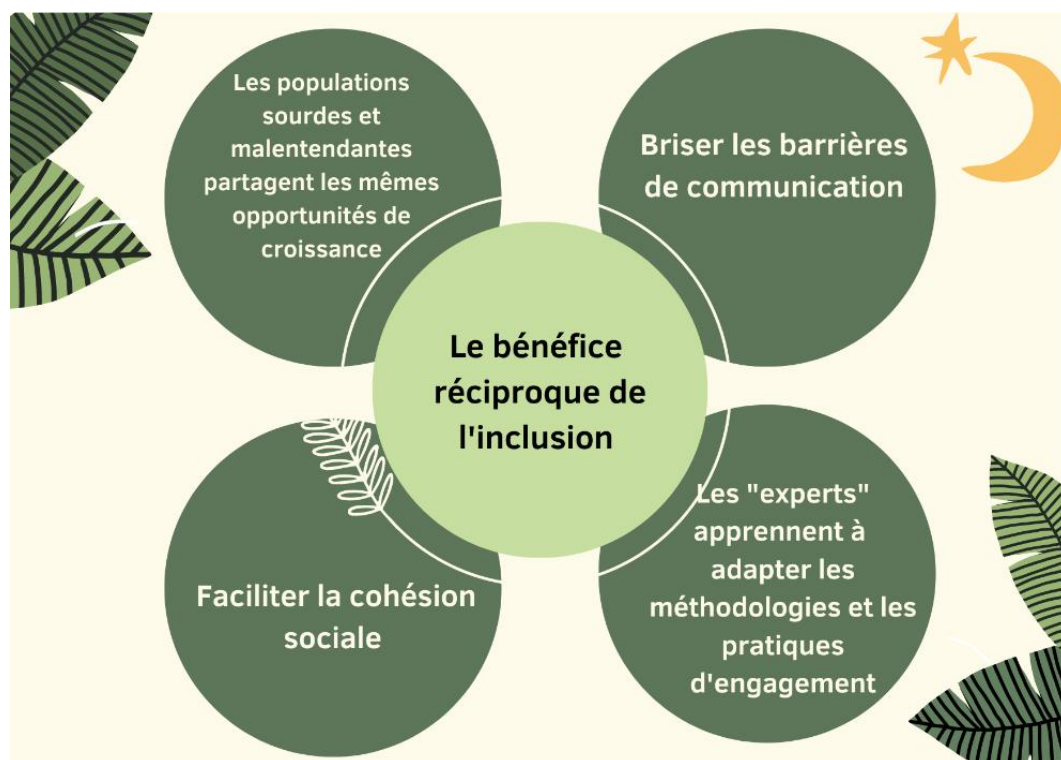 Les populations
sourdes et
malentendantes
partagent les mêmes
opportunités de
croissance
Briser les barrières
de communication
Le bénéfice
réciproque de
l'inclusion
Faciliter la cohésion
sociale
Les "experts"
apprennent à
adapter les
méthodologies et les
pratiques
d'engagement